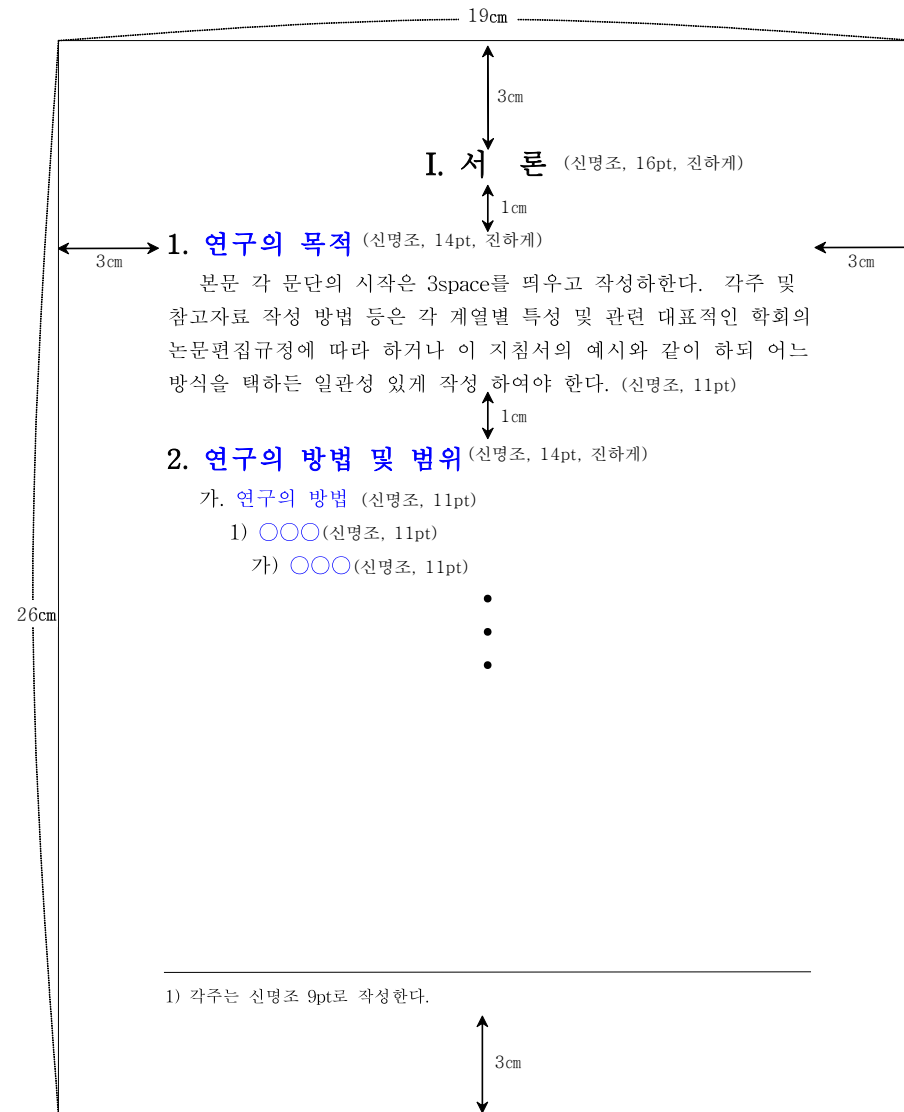 19㎝
3㎝
I. 서 론 (신명조, 16pt, 진하게)
1㎝
1. 연구의 목적 (신명조, 14pt, 진하게)
3㎝
3㎝
본문 각 문단의 시작은 3space를 띄우고 작성하한다. 각주 및
참고자료 작성 방법 등은 각 계열별 특성 및 관련 대표적인 학회의
논문편집규정에 따라 하거나 이 지침서의 예시와 같이 하되 어느
방식을 택하든 일관성 있게 작성 하여야 한다. (신명조, 11pt)
1㎝
2. 연구의 방법 및 범위 (신명조, 14pt, 진하게)
가. 연구의 방법 (신명조, 11pt)
1) ○○○(신명조, 11pt)
가) ○○○(신명조, 11pt)
26㎝
1) 각주는 신명조 9pt로 작성한다.
3㎝